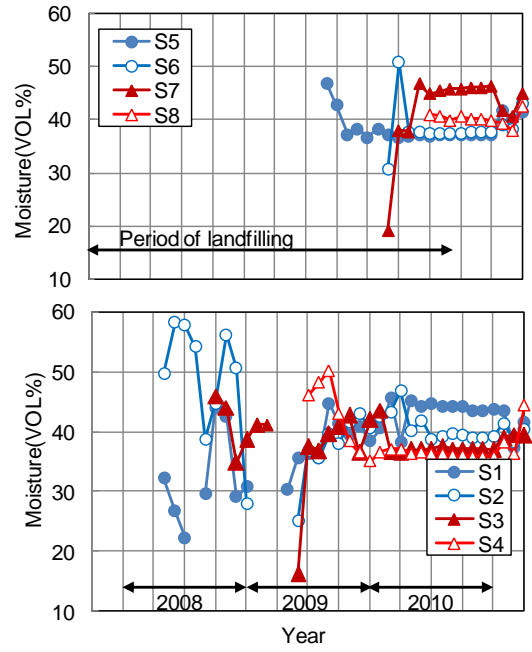 60
50
40
30
20
10
Moisture(VOL%)
S5
S6
S7
S8
Period of landfilling
60
50
40
30
20
10
Moisture(VOL%)
S1
S2
S3
S4
2008 2009 2010
Year